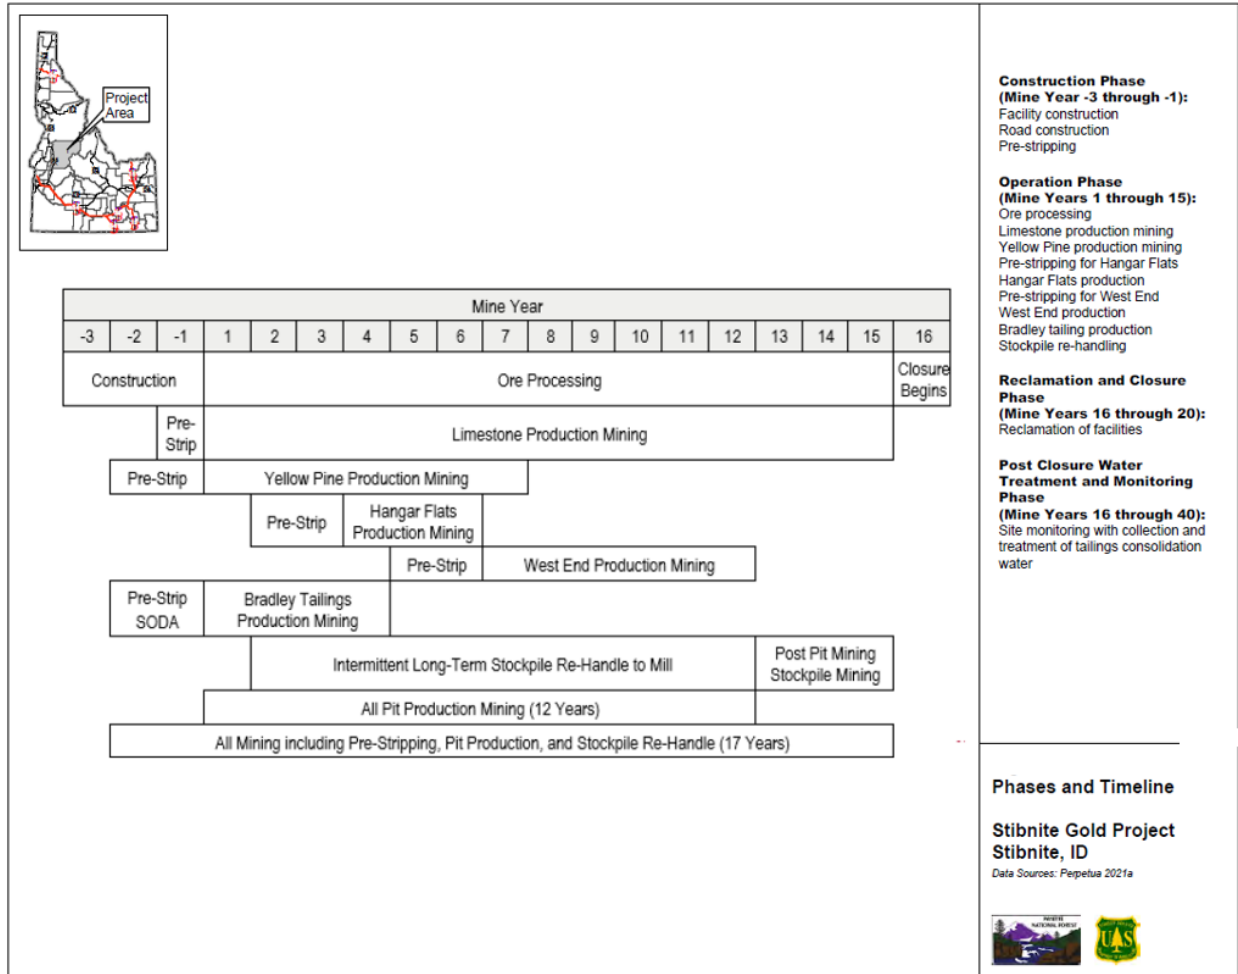 Project
Area
Mine Year
-3 -2 -1 1 2 3 4 5 6 7 8 9 10 11 12 13 14 15 16
Construction
Ore Processing
Closure
Begins
Pre-
Strip
Limestone Production Mining
Pre-Strip
Yellow Pine Production Mining
Pre-Strip
Hangar Flats
Production Mining
Pre-Strip
West End Production Mining
Pre-Strip
SODA
Bradley Tailings
Production Mining
Intermittent Long-Term Stockpile Re-Handle to Mill
Post Pit Mining
Stockpile Mining
All Pit Production Mining (12 Years)
All Mining including Pre-Stripping, Pit Production, and Stockpile Re-Handle (17 Years)
Construction Phase
(Mine Year -3 through -1):
Facility construction
Road construction
Pre-stripping
Operation Phase
(Mine Years 1 through 15):
Ore processing
Limestone production mining
Yellow Pine production mining
Pre-stripping for Hangar Flats
Hangar Flats production
Pre-stripping for West End
West End production
Bradley tailing production
Stockpile re-handling
Reclamation and Closure
Phase
(Mine Years 16 through 20):
Reclamation of facilities
Post Closure Water
Treatment and Monitoring
Phase
(Mine Years 16 through 40):
Site monitoring with collection and
treatment of tailings consolidation
water
Phases and Timeline
Stibnite Gold Project
Stibnite, ID
Data Sources: Perpetua 2021a
PAYETTE
NATIONAL FOREST
UAS